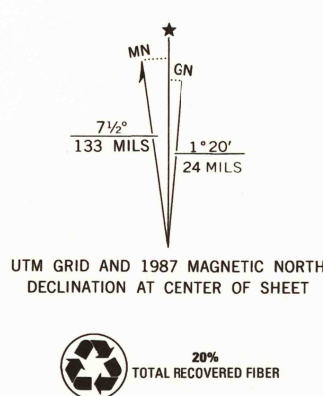 MN
GN
7½°
133 MILS
1°20′
24 MILS
UTM GRID AND 1987 MAGNETIC NORTH
DECLINATION AT CENTER OF SHEET
20%
TOTAL RECOVERED FIBER